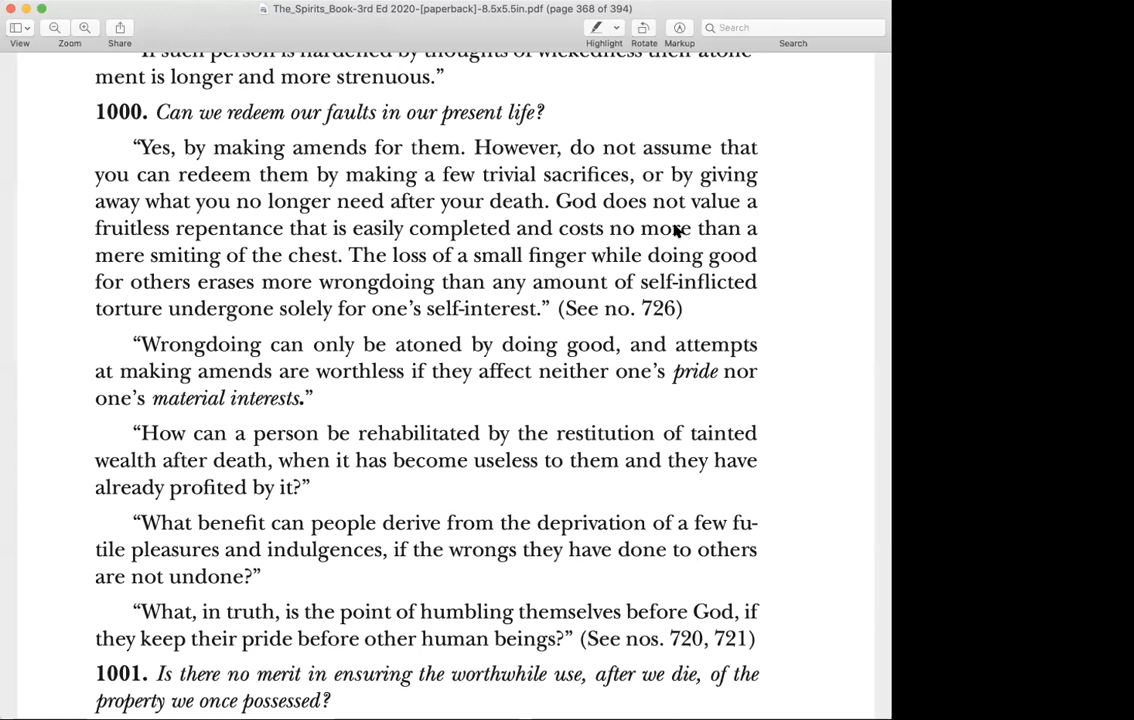 The_Spirits_Book-3rd Ed 2020-[paperback]-8.5x5.5in.pdf (page 368 of 394)
View Zoom Share Highlight Rotate Markup Search
Search
“If such person is hardened by thoughts of wickedness their atone-
ment is longer and more strenuous.”
1000. Can we redeem our faults in our present life?
“Yes, by making amends for them. However, do not assume that
you can redeem them by making a few trivial sacrifices, or by giving
away what you no longer need after your death. God does not value a
fruitless repentance that is easily completed and costs no more than a
mere smiting of the chest. The loss of a small finger while doing good
for others erases more wrongdoing than any amount of self-inflicted
torture undergone solely for one’s self-interest.” (See no. 726)
“Wrongdoing can only be atoned by doing good, and attempts
at making amends are worthless if they affect neither one’s pride nor
one’s material interests.”
“How can a person be rehabilitated by the restitution of tainted
wealth after death, when it has become useless to them and they have
already profited by it?”
“What benefit can people derive from the deprivation of a few fu-
tile pleasures and indulgences, if the wrongs they have done to others
are not undone?”
“What, in truth, is the point of humbling themselves before God, if
they keep their pride before other human beings?” (See nos. 720, 721)
1001. Is there no merit in ensuring the worthwhile use, after we die, of the
property we once possessed?